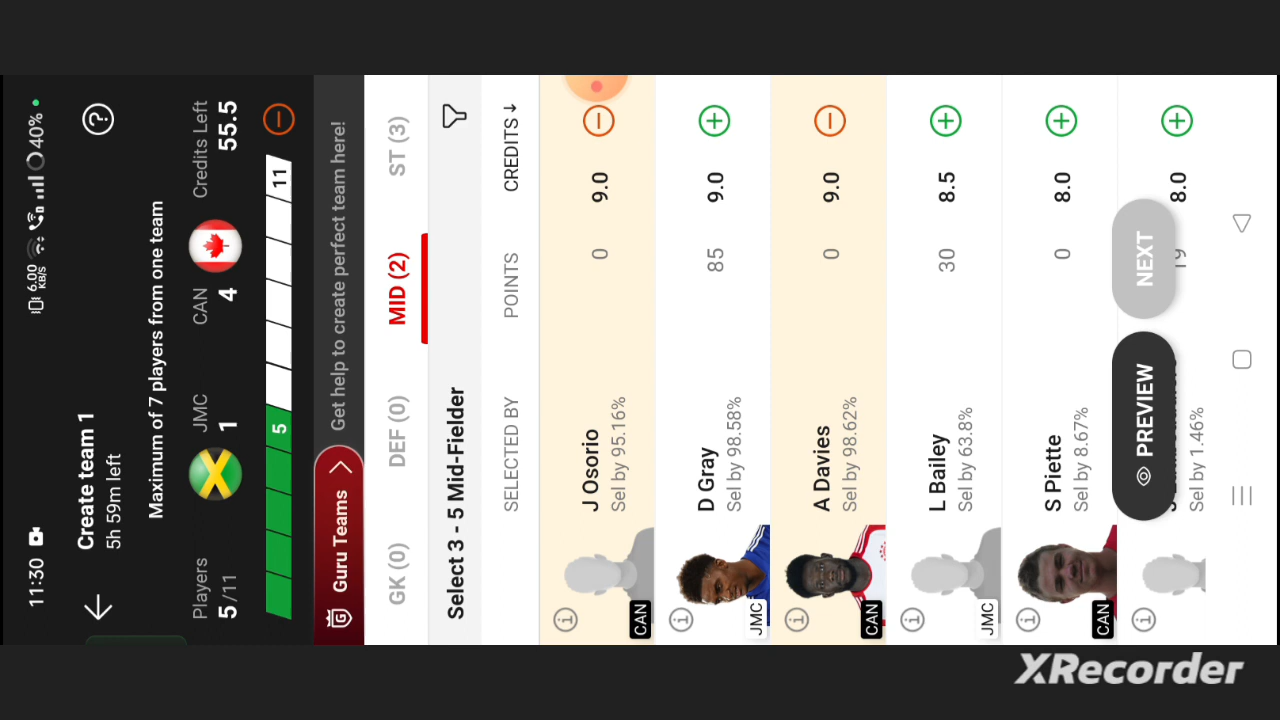 11:30
6.00 KB/S
40%
Create team 1
5h 59m left
Maximum of 7 players from one team
Players
5/11
JMC
1
CAN
4
Credits Left
55.5
5
11
Guru Teams
Get help to create perfect team here!
GK (0)
DEF (0)
MID (2)
ST (3)
Select 3 - 5 Mid-Fielder
SELECTED BY
POINTS
CREDITS
J Osorio
Sel by 95.16%
0
9.0
CAN
D Gray
Sel by 98.58%
85
9.0
JMC
A Davies
Sel by 98.62%
0
9.0
CAN
L Bailey
Sel by 63.8%
30
8.5
JMC
S Piette
Sel by 8.67%
0
8.0
CAN
Sel by 1.46%
8.0
PREVIEW
NEXT
XRecorder